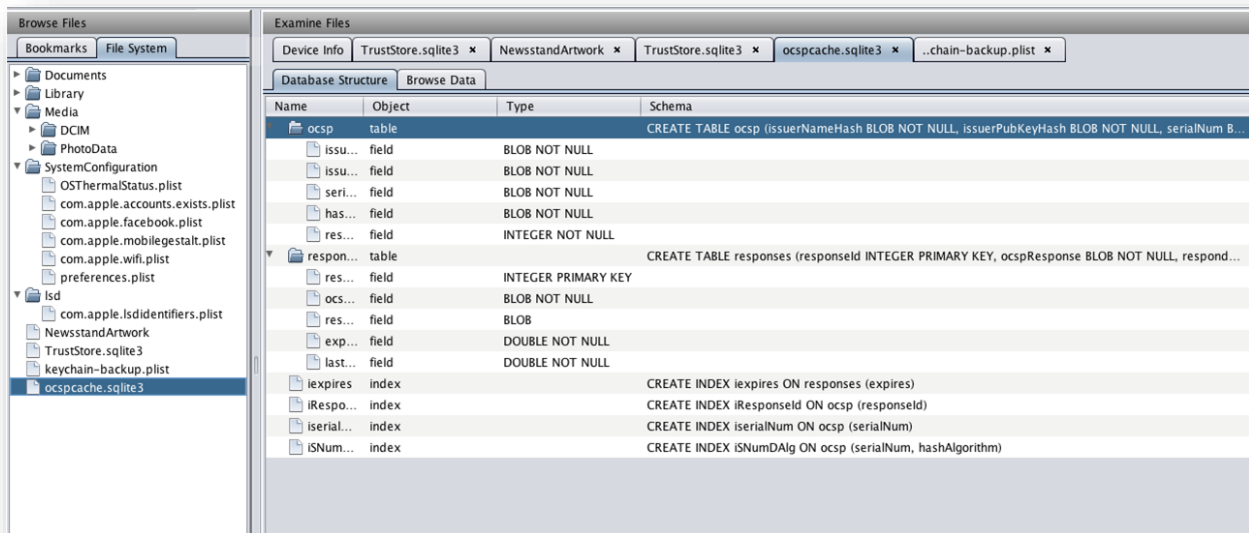 Browse Files
Bookmarks File System
Documents
Library
Media
DCIM
PhotoData
SystemConfiguration
OSThermalStatus.plist
com.apple.accounts.exists.plist
com.apple.facebook.plist
com.apple.mobilegestalt.plist
com.apple.wifi.plist
preferences.plist
lsd
com.apple.lsdidentifiers.plist
NewsstandArtwork
TrustStore.sqlite3
keychain-backup.plist
ocspcache.sqlite3
Examine Files
Device Info TrustStore.sqlite3 × NewsstandArtwork × TrustStore.sqlite3 × ocspcache.sqlite3 × ..chain-backup.plist ×
Database Structure Browse Data
Name Object Type Schema
ocsp table CREATE TABLE ocsp (issuerNameHash BLOB NOT NULL, issuerPubKeyHash BLOB NOT NULL, serialNum B...
issu... field BLOB NOT NULL
issu... field BLOB NOT NULL
seri... field BLOB NOT NULL
has... field BLOB NOT NULL
res... field INTEGER NOT NULL
respon... table CREATE TABLE responses (responseId INTEGER PRIMARY KEY, ocspResponse BLOB NOT NULL, respond...
res... field INTEGER PRIMARY KEY
ocs... field BLOB NOT NULL
res... field BLOB
exp... field DOUBLE NOT NULL
last... field DOUBLE NOT NULL
iexpires index CREATE INDEX iexpires ON responses (expires)
iRespo... index CREATE INDEX iResponseId ON ocsp (responseId)
iserial... index CREATE INDEX iserialNum ON ocsp (serialNum)
iSNum... index CREATE INDEX iSNumDAlg ON ocsp (serialNum, hashAlgorithm)